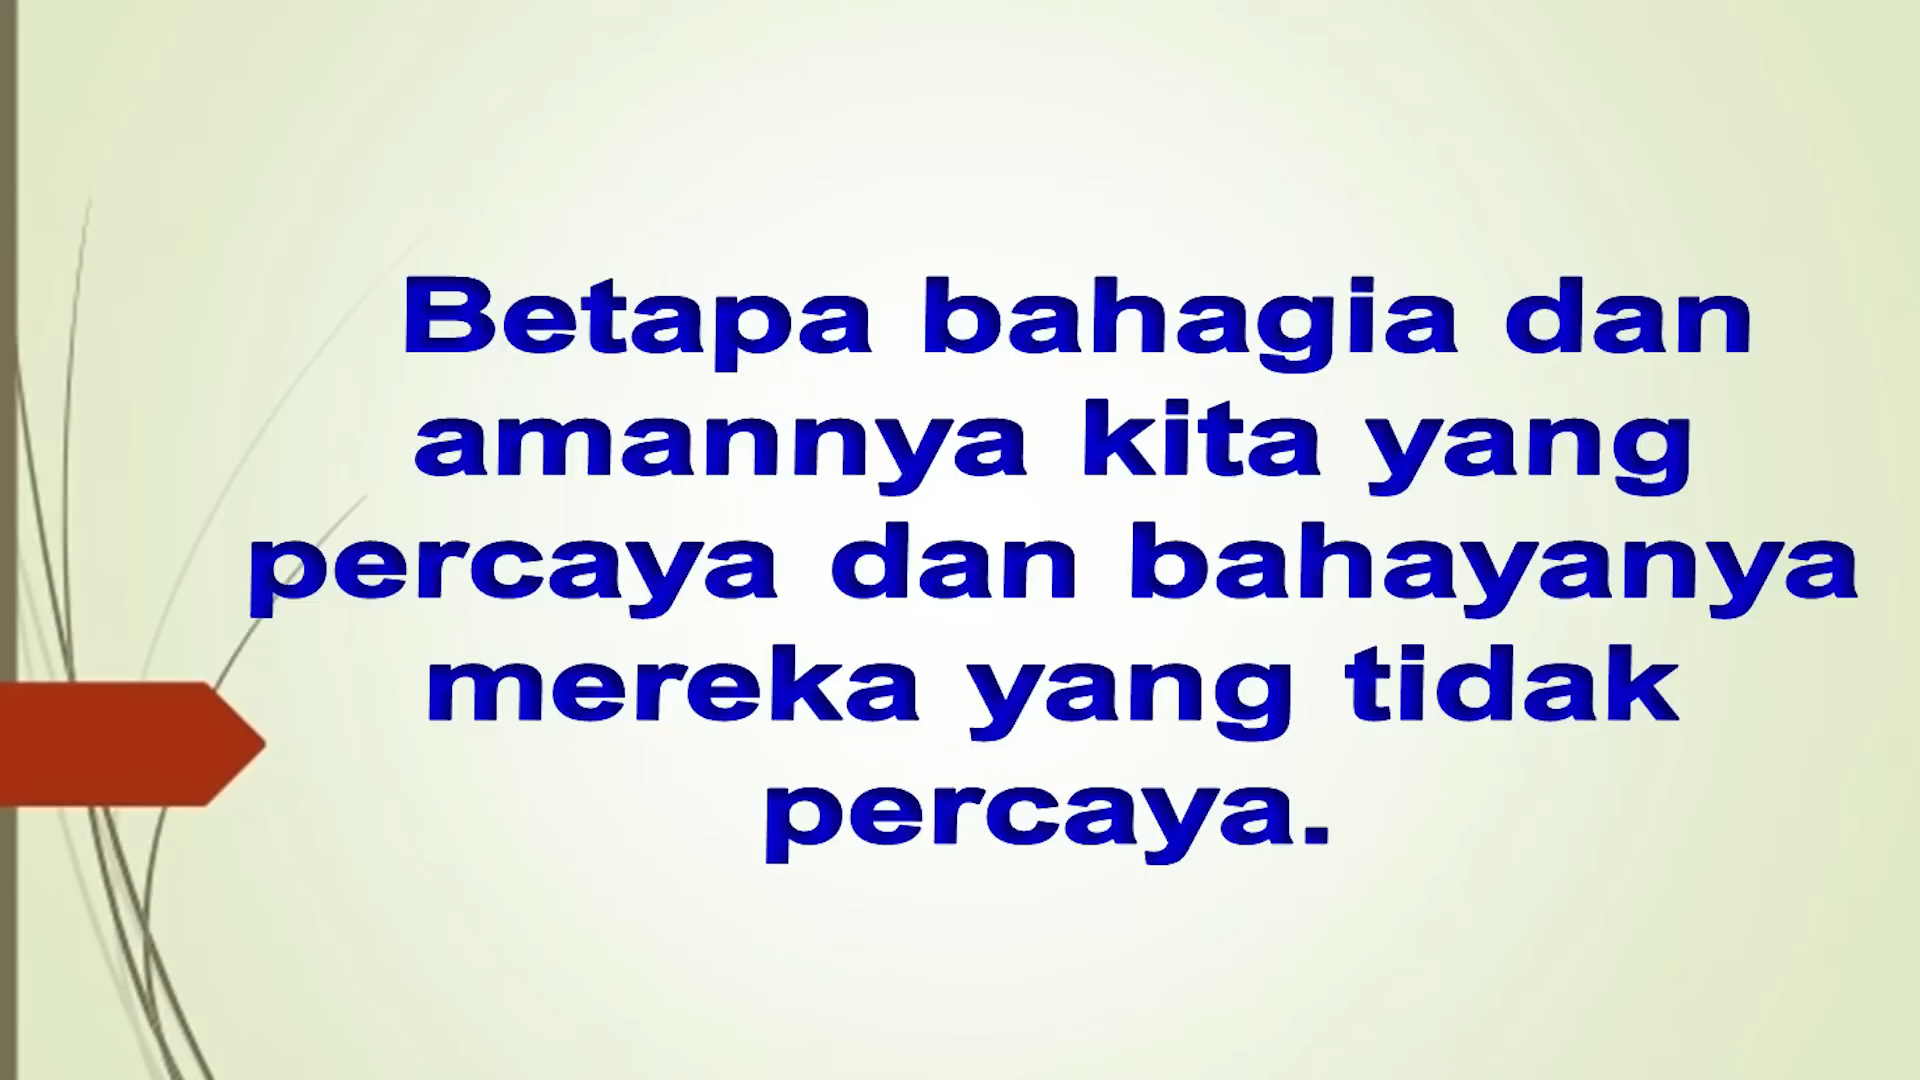 Betapa bahagia dan
amannya kita yang
percaya dan bahayanya
mereka yang tidak
percaya.